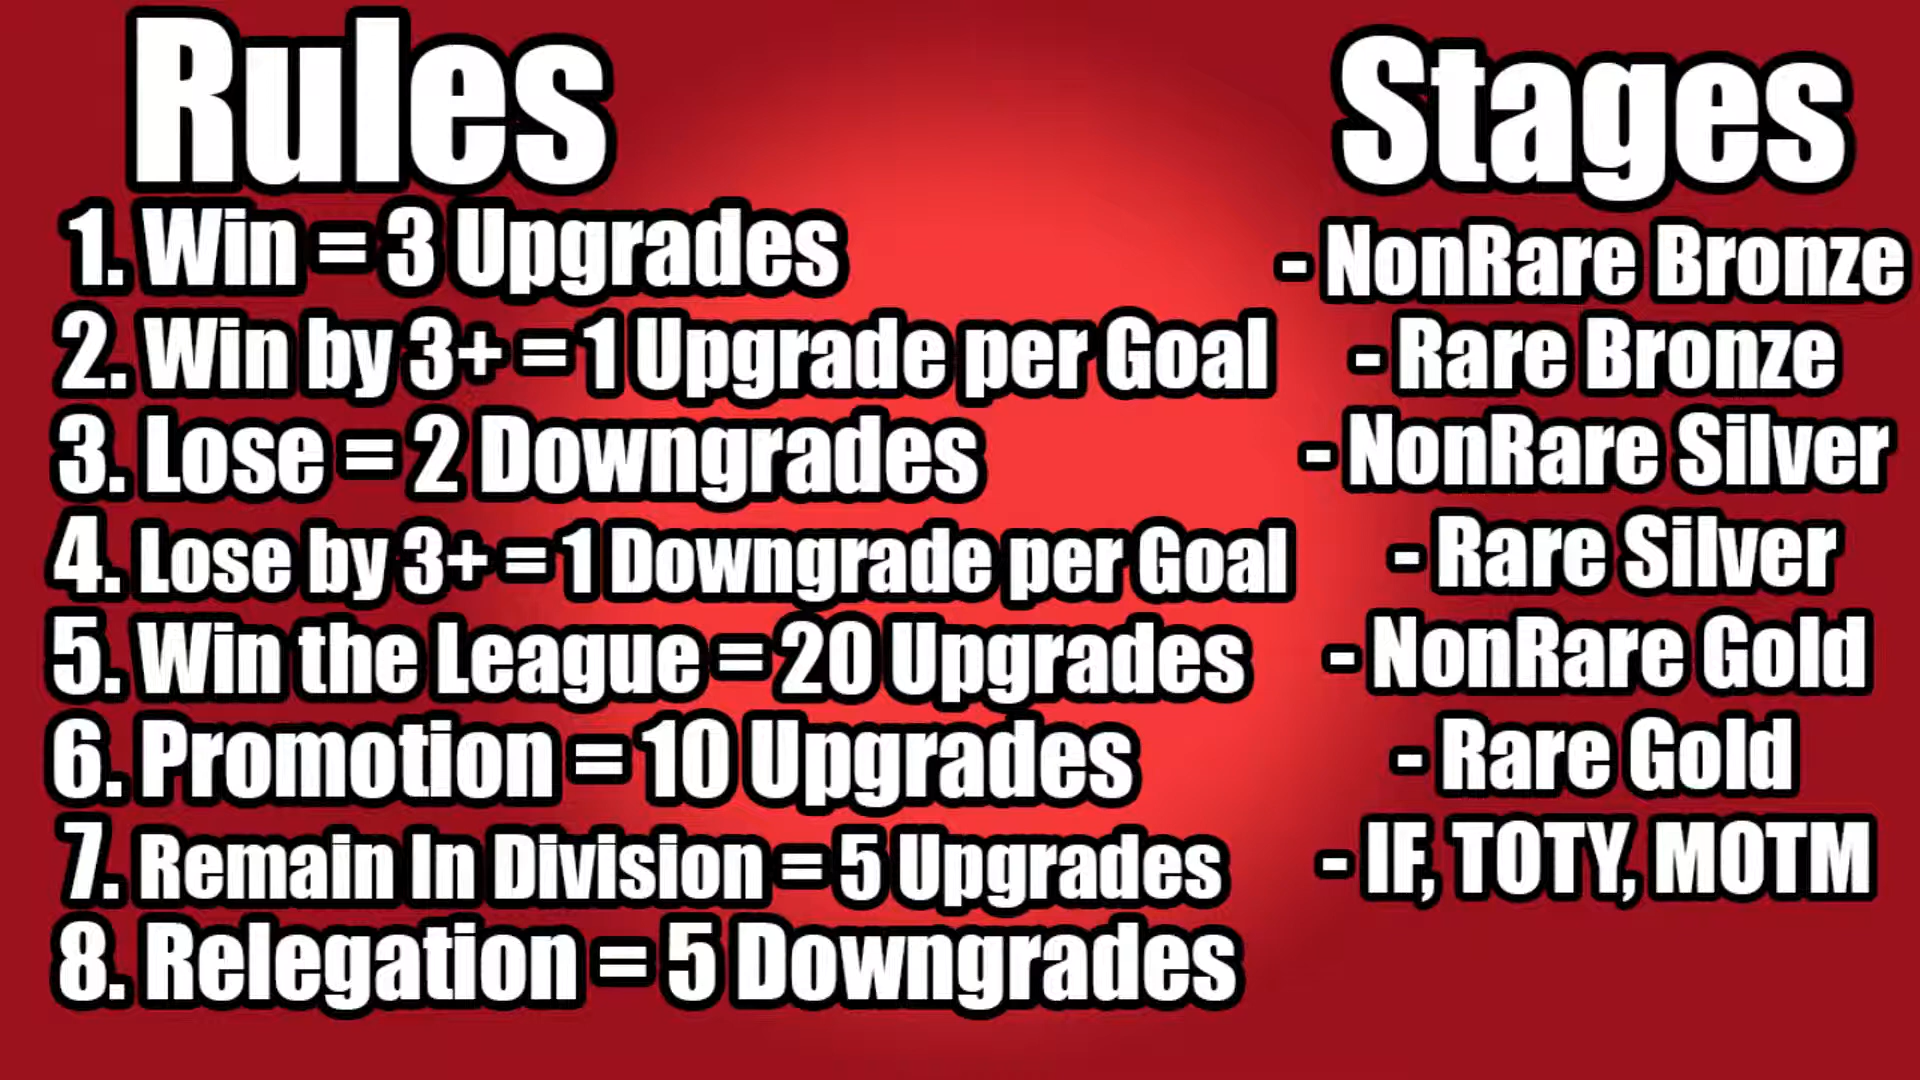 Rules
1. Win = 3 Upgrades
2. Win by 3+ = 1 Upgrade per Goal
3. Lose = 2 Downgrades
4. Lose by 3+ = 1 Downgrade per Goal
5. Win the League = 20 Upgrades
6. Promotion = 10 Upgrades
7. Remain In Division = 5 Upgrades
8. Relegation = 5 Downgrades
Stages
- NonRare Bronze
- Rare Bronze
- NonRare Silver
- Rare Silver
- NonRare Gold
- Rare Gold
- IF, TOTY, MOTM